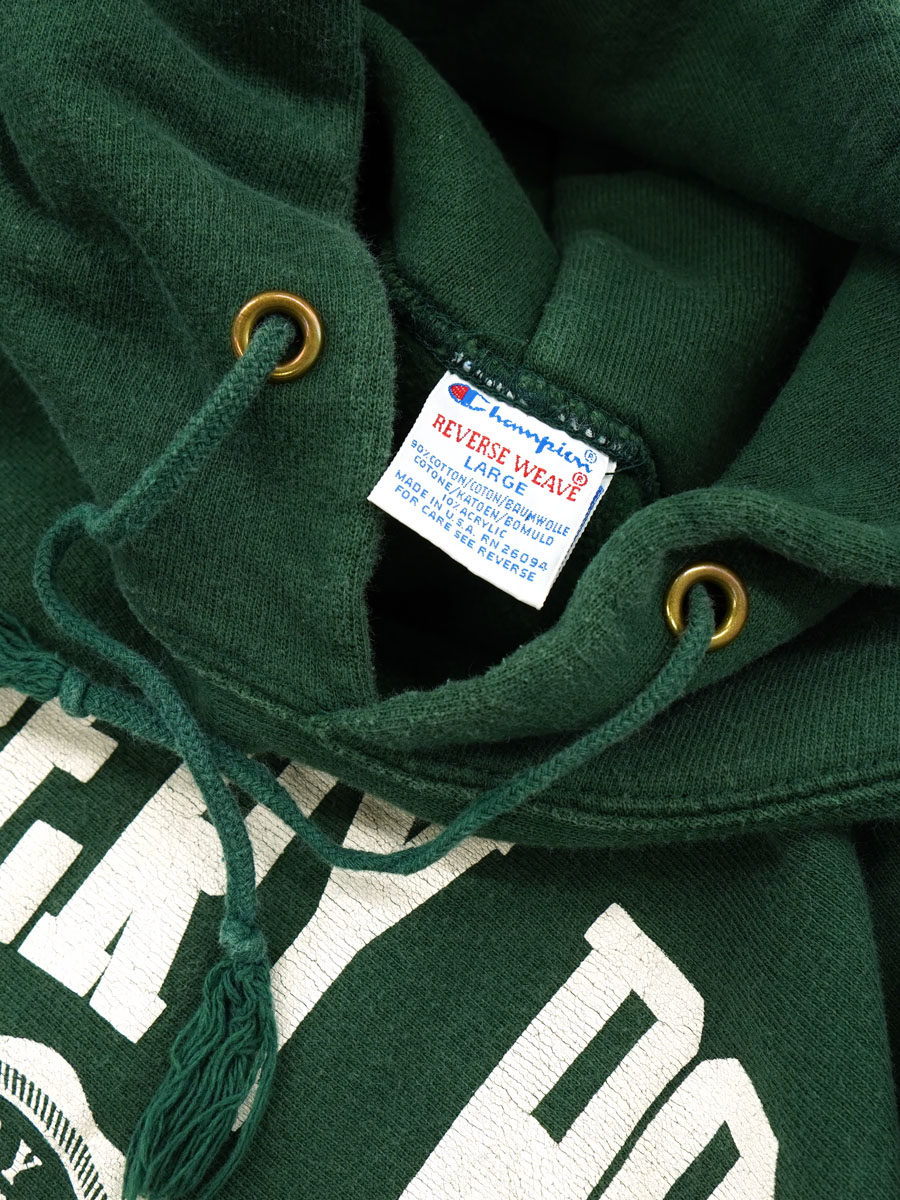 Champion®
REVERSE WEAVE®
LARGE
90% COTTON/COTON/BAUMWOLLE
COTONE/KATOEN/BOMULD
10% ACRYLIC
MADE IN U.S.A. RN 26094
FOR CARE SEE REVERSE
Y